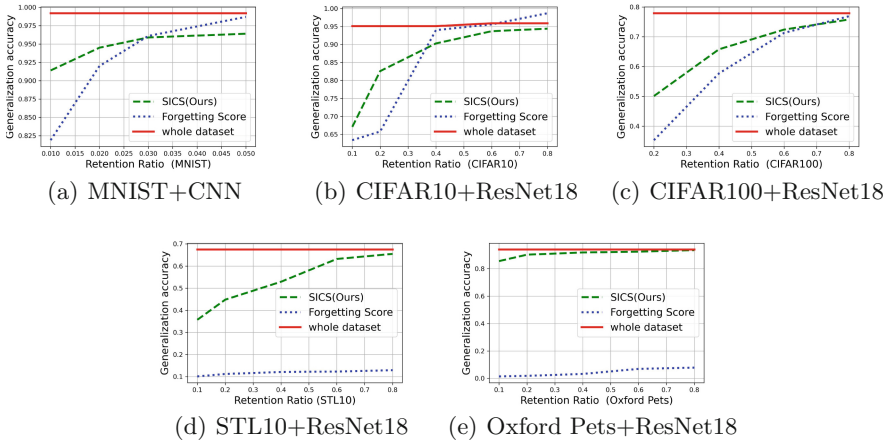 1.000
0.975
0.950
0.925
0.900
0.875
0.850
0.825
Generalization accuracy
SICS(Ours)
Forgetting Score
whole dataset
0.010 0.015 0.020 0.025 0.030 0.035 0.040 0.045 0.050
Retention Ratio (MNIST)
(a) MNIST+CNN
1.00
0.95
0.90
0.85
0.80
0.75
0.70
0.65
Generalization accuracy
SICS(Ours)
Forgetting Score
whole dataset
0.1 0.2 0.3 0.4 0.5 0.6 0.7 0.8
Retention Ratio (CIFAR10)
(b) CIFAR10+ResNet18
0.8
0.7
0.6
0.5
0.4
Generalization accuracy
SICS(Ours)
Forgetting Score
whole dataset
0.2 0.3 0.4 0.5 0.6 0.7 0.8
Retention Ratio (CIFAR100)
(c) CIFAR100+ResNet18
0.7
0.6
0.5
0.4
0.3
0.2
0.1
Generalization accuracy
SICS(Ours)
Forgetting Score
whole dataset
0.1 0.2 0.3 0.4 0.5 0.6 0.7 0.8
Retention Ratio (STL10)
(d) STL10+ResNet18
0.8
0.6
0.4
0.2
0.0
Generalization accuracy
SICS(Ours)
Forgetting Score
whole dataset
0.1 0.2 0.3 0.4 0.5 0.6 0.7 0.8
Retention Ratio (Oxford Pets)
(e) Oxford Pets+ResNet18